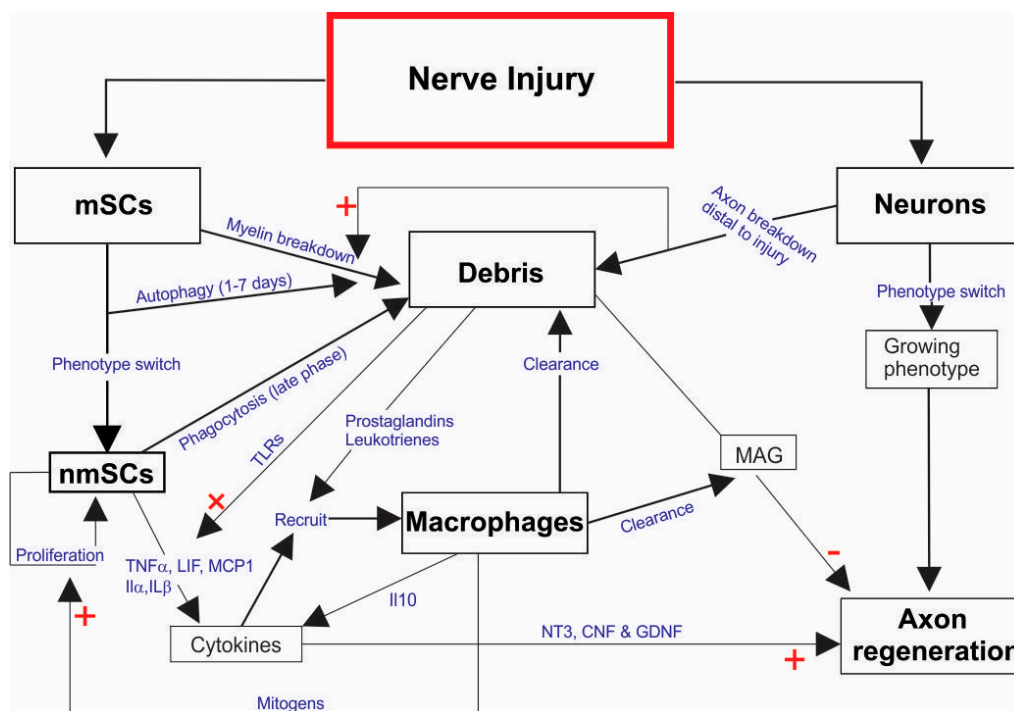 Nerve Injury
mSCs
Neurons
+
Myelin breakdown
Axon breakdown
distal to injury
Debris
Autophagy (1-7 days)
Phenotype switch
Growing
phenotype
Phenotype switch
Clearance
Phagocytosis (late phase)
Prostaglandins
Leukotrienes
TLRs
MAG
nmSCs
+
Recruit
Macrophages
Clearance
Proliferation
TNFα, LIF, MCP1
Ilα,ILβ
-
+
Il10
Cytokines
NT3, CNF & GDNF
+
Axon
regeneration
Mitogens